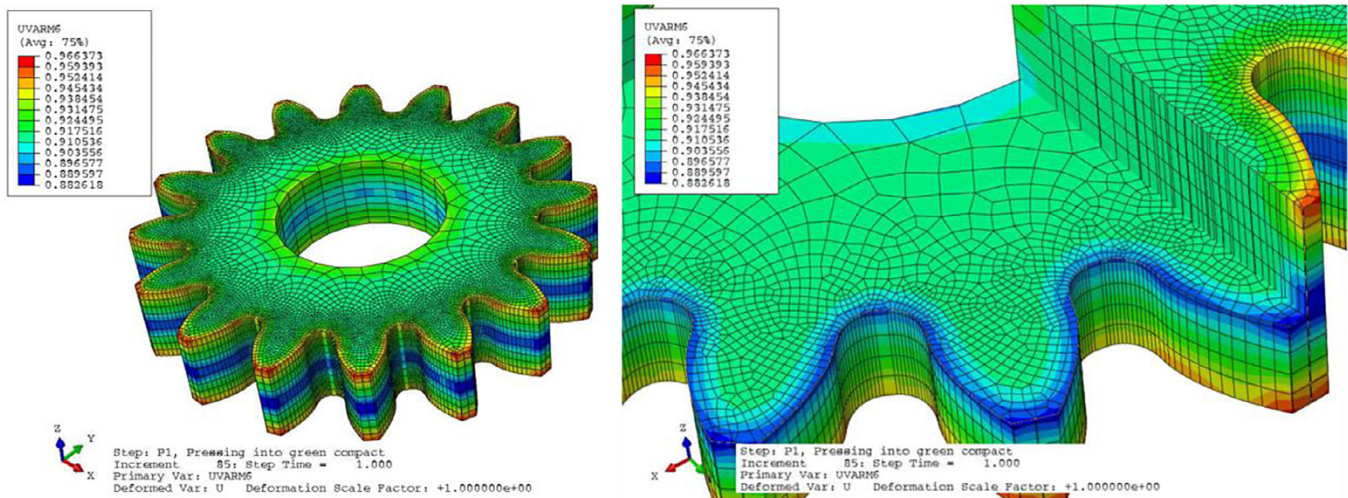 UVARM6
(Avg: 75%)
0.966373
0.959393
0.952414
0.945434
0.938454
0.931475
0.924495
0.917516
0.910536
0.903556
0.896577
0.889597
0.882618
Z
Y
X
Step: P1, Pressing into green compact
Increment 85: Step Time = 1.000
Primary Var: UVARM6
Deformed Var: U Deformation Scale Factor: +1.000000e+00
UVARM6
(Avg: 75%)
0.966373
0.959393
0.952414
0.945434
0.938454
0.931475
0.924495
0.917516
0.910536
0.903556
0.896577
0.889597
0.882618
Z
X
Step: P1, Pressing into green compact
Increment 85: Step Time = 1.000
Primary Var: UVARM6
Deformed Var: U Deformation Scale Factor: +1.000000e+00